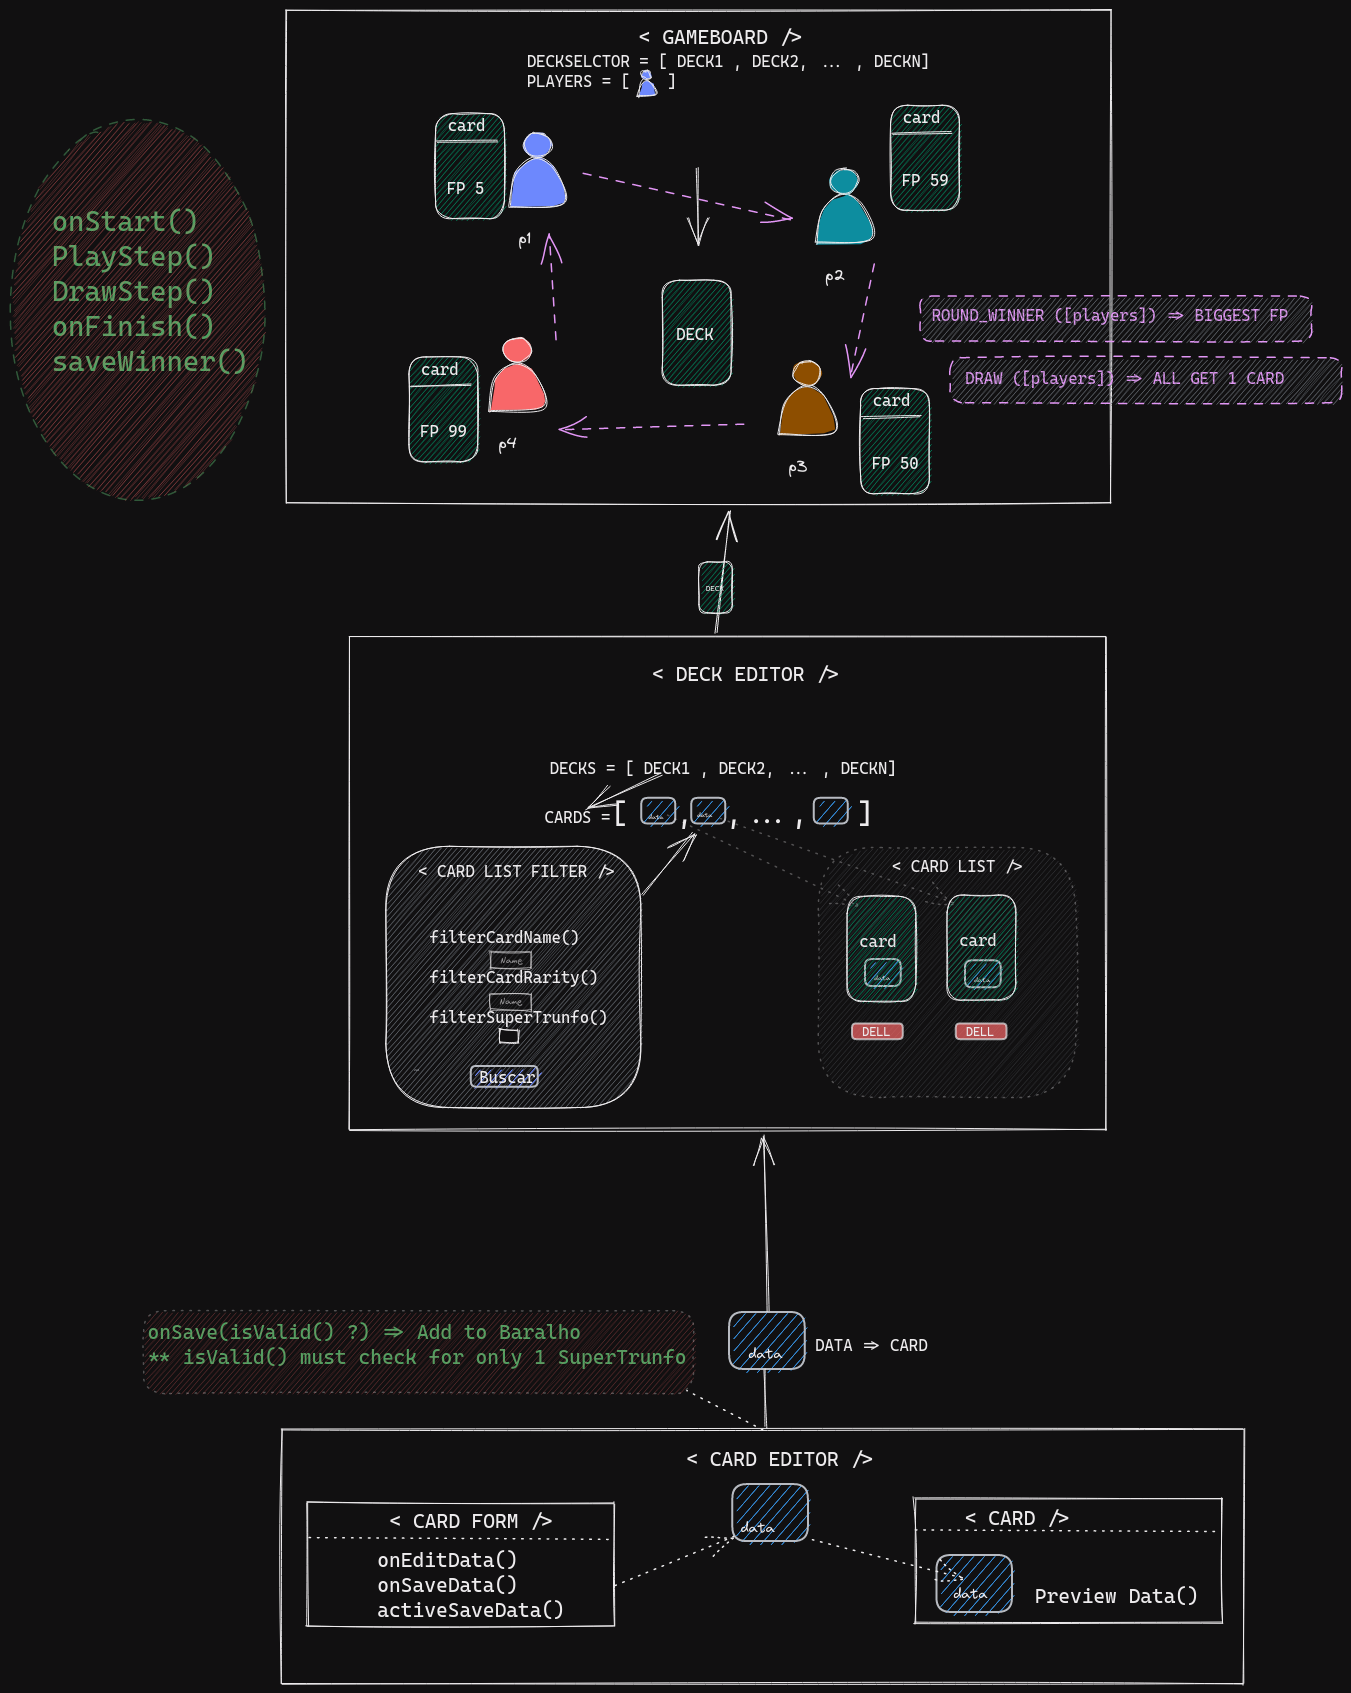 < GAMEBOARD />
DECKSELCTOR = [ DECK1 , DECK2, ... , DECKN]
PLAYERS = [ ]
card
FP 5
p1
card
FP 59
p2
onStart()
PlayStep()
DrawStep()
onFinish()
saveWinner()
DECK
ROUND_WINNER ([players]) => BIGGEST FP
DRAW ([players]) => ALL GET 1 CARD
card
FP 99
p4
card
FP 50
p3
DECK
< DECK EDITOR />
DECKS = [ DECK1 , DECK2, ... , DECKN]
CARDS =[ data , data , ... , ]
< CARD LIST FILTER />
filterCardName()
Name
filterCardRarity()
Name
filterSuperTrunfo()
Buscar
< CARD LIST />
card
data
DELL
card
data
DELL
onSave(isValid() ?) => Add to Baralho
** isValid() must check for only 1 SuperTrunfo
data
DATA => CARD
< CARD EDITOR />
< CARD FORM />
onEditData()
onSaveData()
activeSaveData()
data
< CARD />
data
Preview Data()